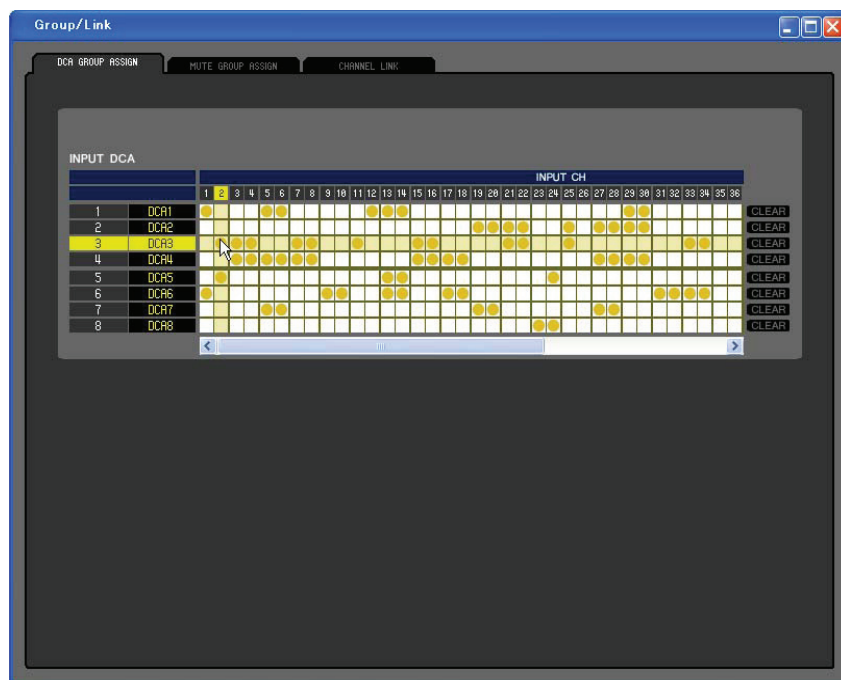 Group/Link
DCA GROUP ASSIGN MUTE GROUP ASSIGN CHANNEL LINK
INPUT DCA
INPUT CH
1 2 3 4 5 6 7 8 9 10 11 12 13 14 15 16 17 18 19 20 21 22 23 24 25 26 27 28 29 30 31 32 33 34 35 36
1 DCA1 CLEAR
2 DCA2 CLEAR
3 DCA3 CLEAR
4 DCA4 CLEAR
5 DCA5 CLEAR
6 DCA6 CLEAR
7 DCA7 CLEAR
8 DCA8 CLEAR